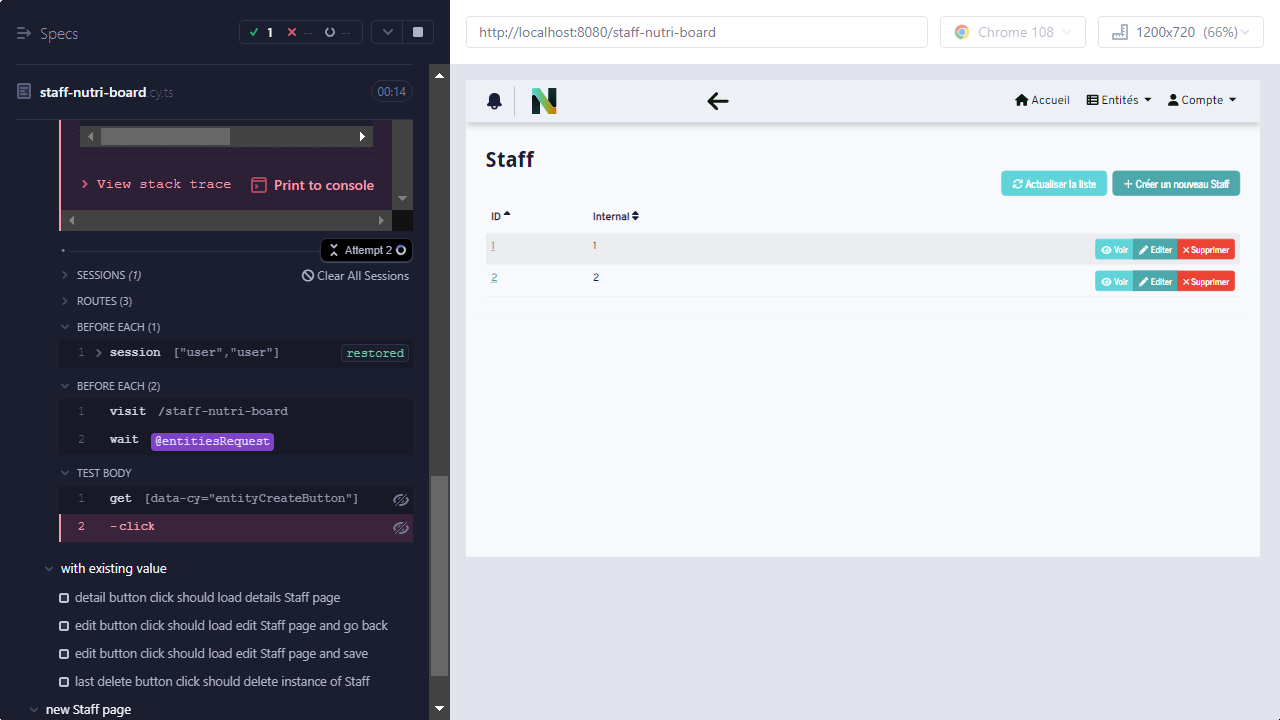 Specs
1
--
--
staff-nutri-board.cy.ts
00:14
View stack trace
Print to console
Attempt 2
SESSIONS (1)
Clear All Sessions
ROUTES (3)
BEFORE EACH (1)
1 session ["user","user"] restored
BEFORE EACH (2)
1 visit /staff-nutri-board
2 wait @entitiesRequest
TEST BODY
1 get [data-cy="entityCreateButton"]
2 -click
with existing value
detail button click should load details Staff page
edit button click should load edit Staff page and go back
edit button click should load edit Staff page and save
last delete button click should delete instance of Staff
new Staff page
http://localhost:8080/staff-nutri-board
Chrome 108
1200x720 (66%)
N
Accueil
Entités
Compte
Staff
Actualiser la liste
Créer un nouveau Staff
ID Internal
1 1 Voir Editer Supprimer
2 2 Voir Editer Supprimer